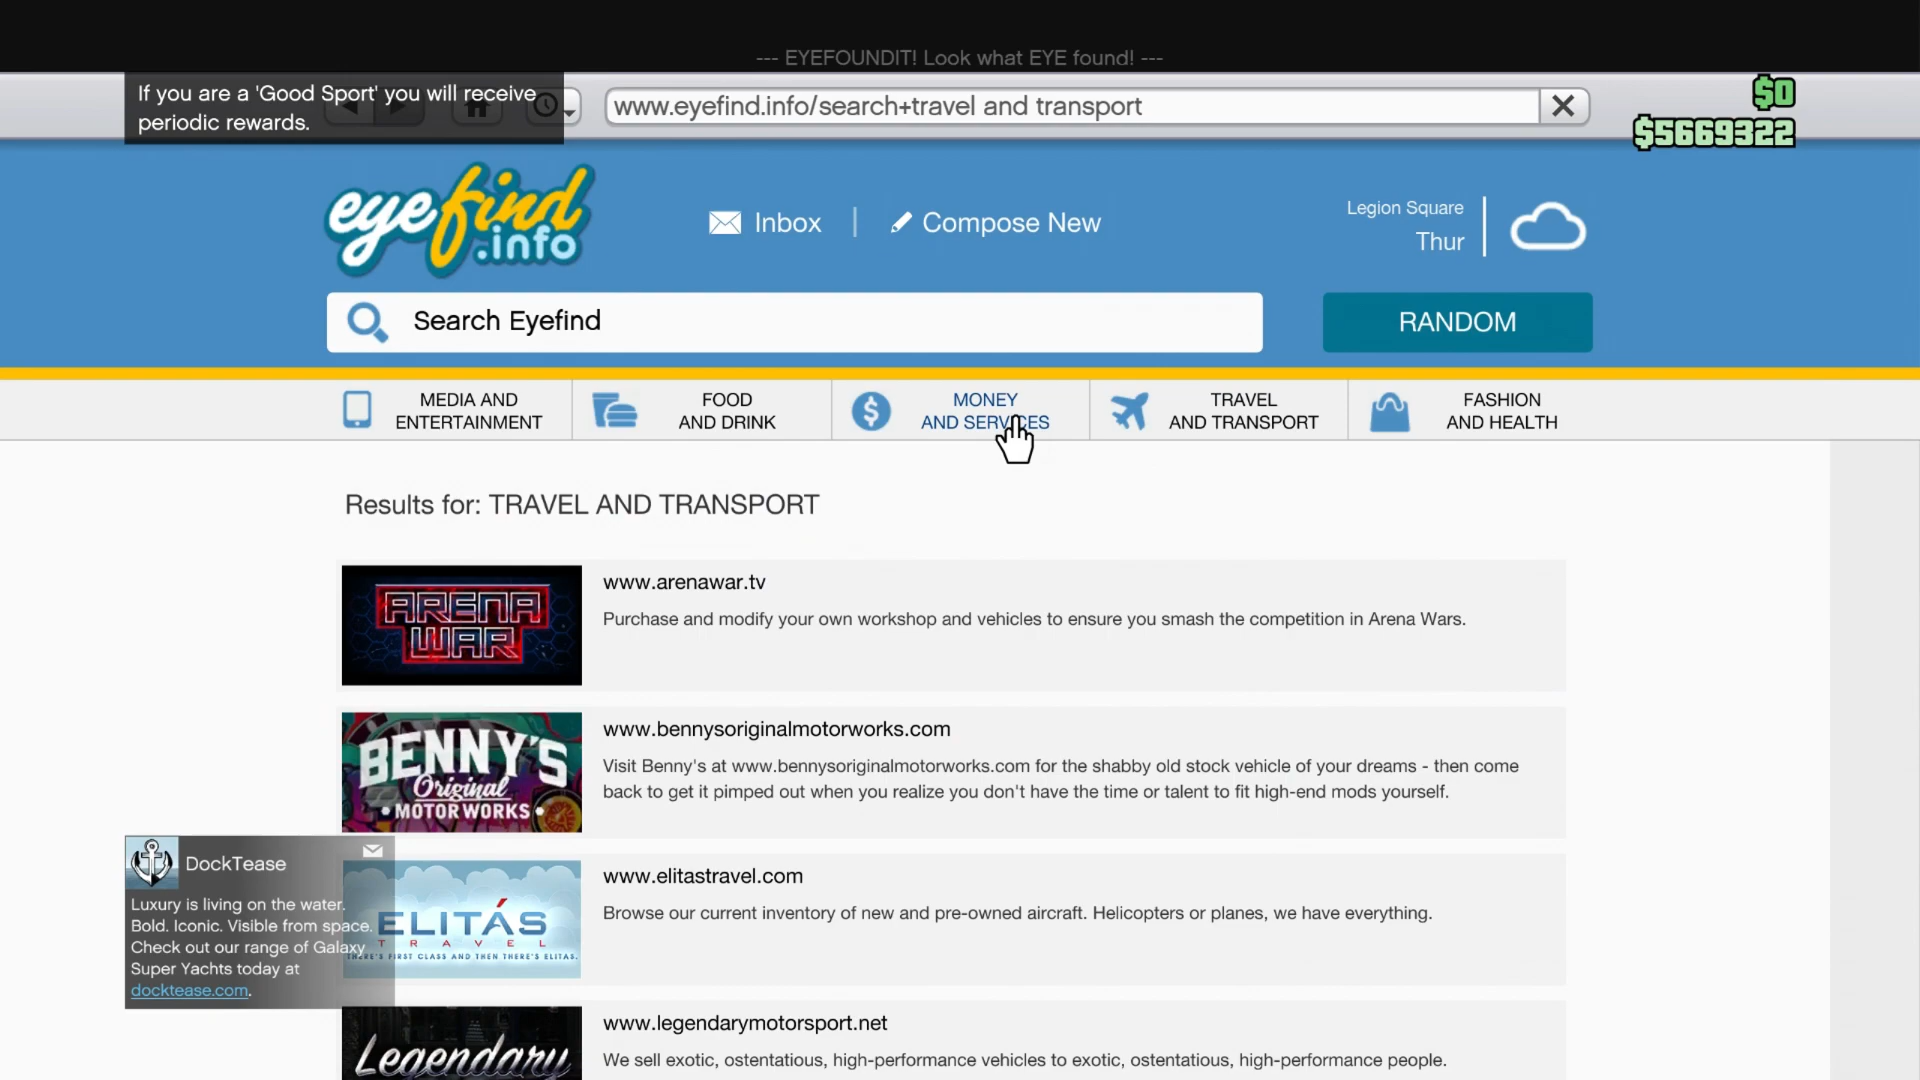 --- EYEFOUNDIT! Look what EYE found! ---
If you are a 'Good Sport' you will receive
periodic rewards.
www.eyefind.info/search+travel and transport
$0
$5669322
eyefind
.info
Inbox
Compose New
Legion Square
Thur
Search Eyefind
RANDOM
MEDIA AND
ENTERTAINMENT
FOOD
AND DRINK
MONEY
AND SERVICES
TRAVEL
AND TRANSPORT
FASHION
AND HEALTH
Results for: TRAVEL AND TRANSPORT
ARENA
WAR
www.arenawar.tv
Purchase and modify your own workshop and vehicles to ensure you smash the competition in Arena Wars.
BENNY'S
Original
MOTOR WORKS
www.bennysoriginalmotorworks.com
Visit Benny's at www.bennysoriginalmotorworks.com for the shabby old stock vehicle of your dreams - then come
back to get it pimped out when you realize you don't have the time or talent to fit high-end mods yourself.
DockTease
Luxury is living on the water.
Bold. Iconic. Visible from space.
Check out our range of Galaxy
Super Yachts today at
docktease.com.
ELITÁS
TRAVEL
THERE'S FIRST CLASS AND THEN THERE'S ELITAS.
www.elitastravel.com
Browse our current inventory of new and pre-owned aircraft. Helicopters or planes, we have everything.
Legendary
www.legendarymotorsport.net
We sell exotic, ostentatious, high-performance vehicles to exotic, ostentatious, high-performance people.